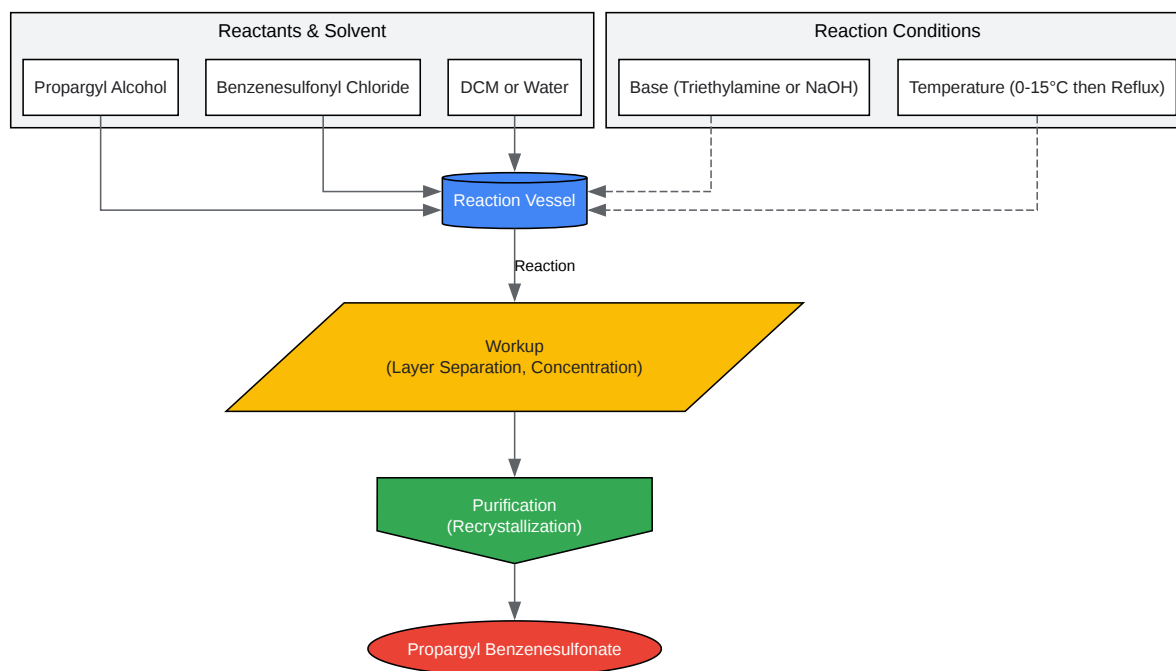 Reactants & Solvent
Reaction Conditions
Propargyl Alcohol
Benzenesulfonyl Chloride
DCM or Water
Base (Triethylamine or NaOH)
Temperature (0-15°C then Reflux)
Reaction Vessel
Reaction
Workup
(Layer Separation, Concentration)
Purification
(Recrystallization)
Propargyl Benzenesulfonate